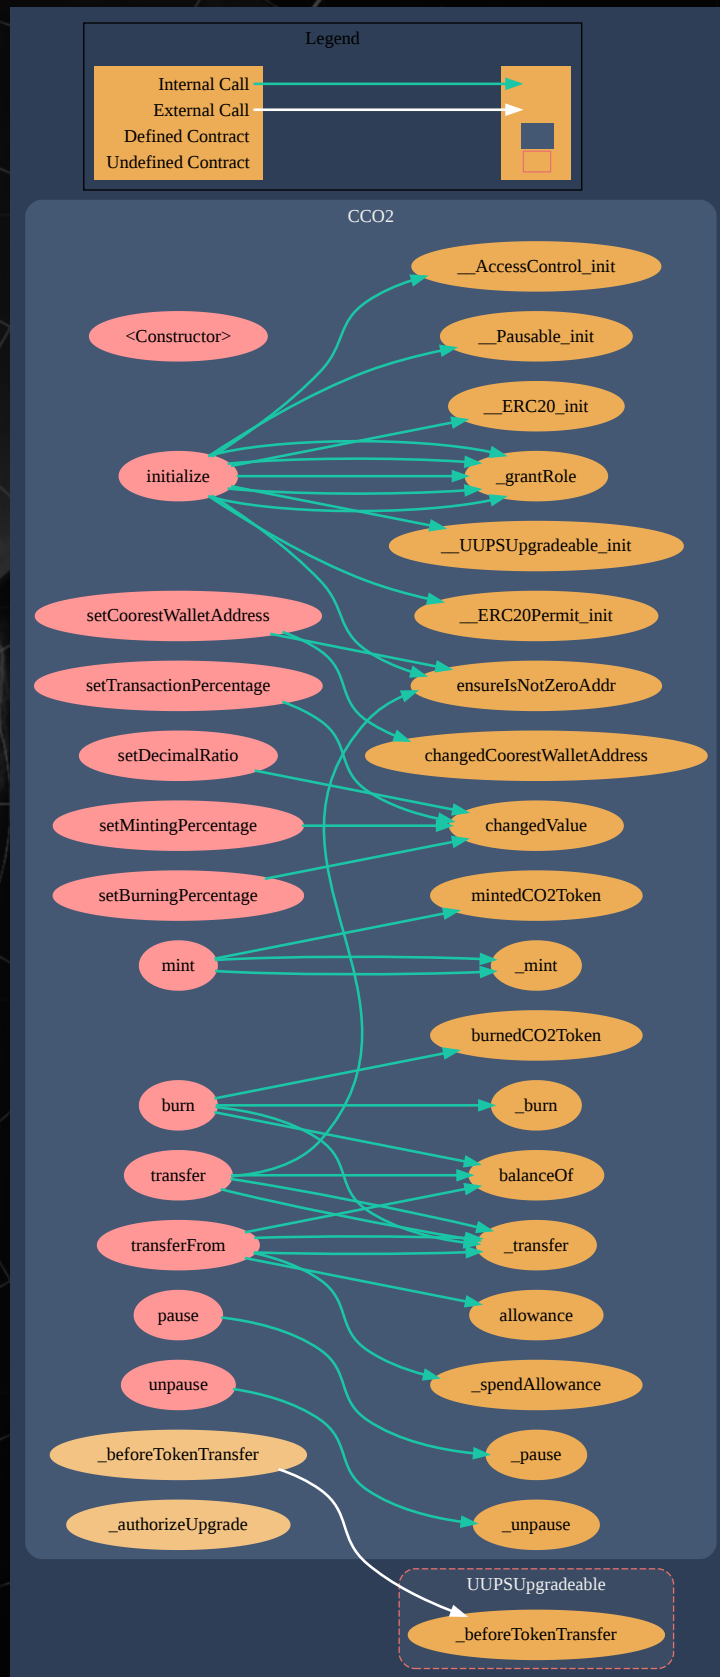 Legend
Internal Call
External Call
Defined Contract
Undefined Contract
CCO2
__AccessControl_init
<Constructor>
__Pausable_init
__ERC20_init
initialize
_grantRole
__UUPSUpgradeable_init
setCoorestWalletAddress
__ERC20Permit_init
setTransactionPercentage
ensureIsNotZeroAddr
setDecimalRatio
changedCoorestWalletAddress
setMintingPercentage
changedValue
setBurningPercentage
mintedCO2Token
mint
_mint
burnedCO2Token
burn
_burn
transfer
balanceOf
transferFrom
_transfer
pause
allowance
unpause
_spendAllowance
_beforeTokenTransfer
_pause
_authorizeUpgrade
_unpause
UUPSUpgradeable
_beforeTokenTransfer